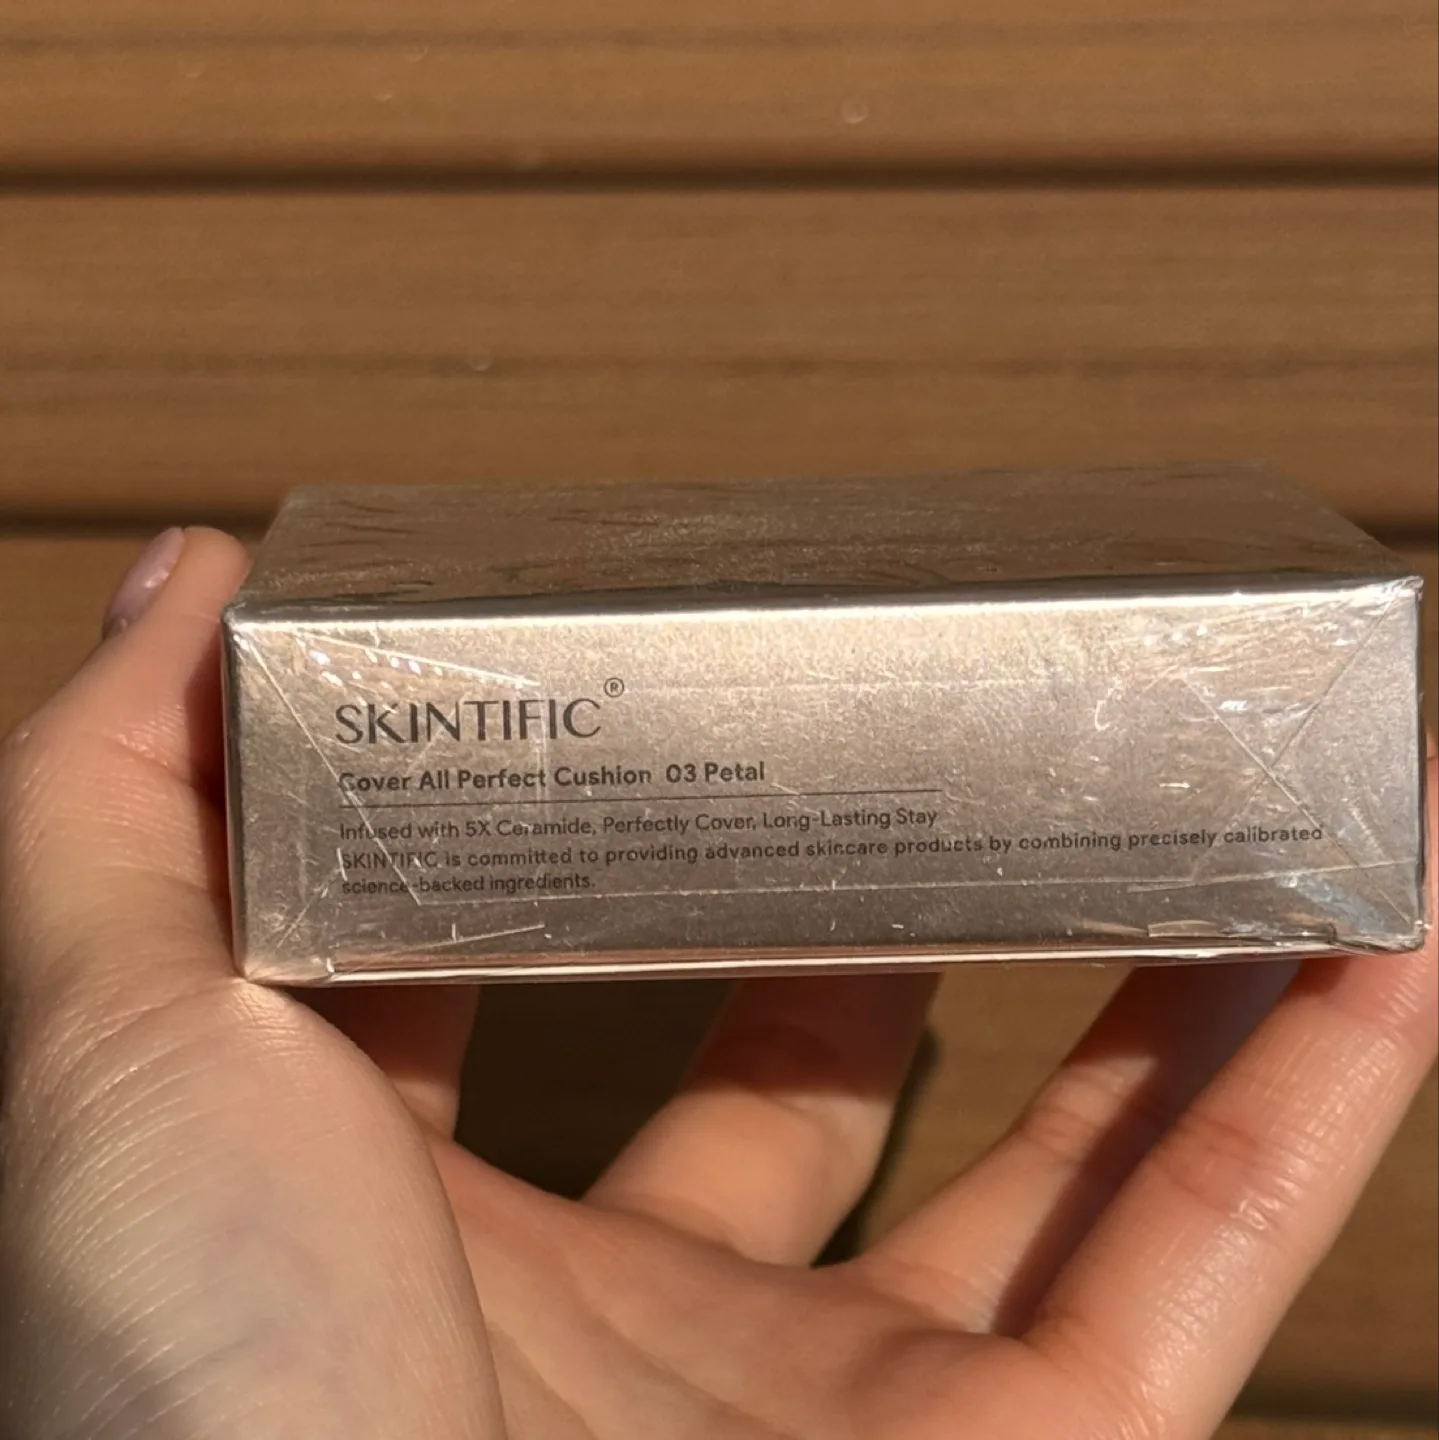 SKINTIFIC®
Cover All Perfect Cushion 03 Petal
Infused with 5X Ceramide, Perfectly Cover, Long-Lasting Stay
SKINTIFIC is committed to providing advanced skincare products by combining precisely calibrated
science-backed ingredients.